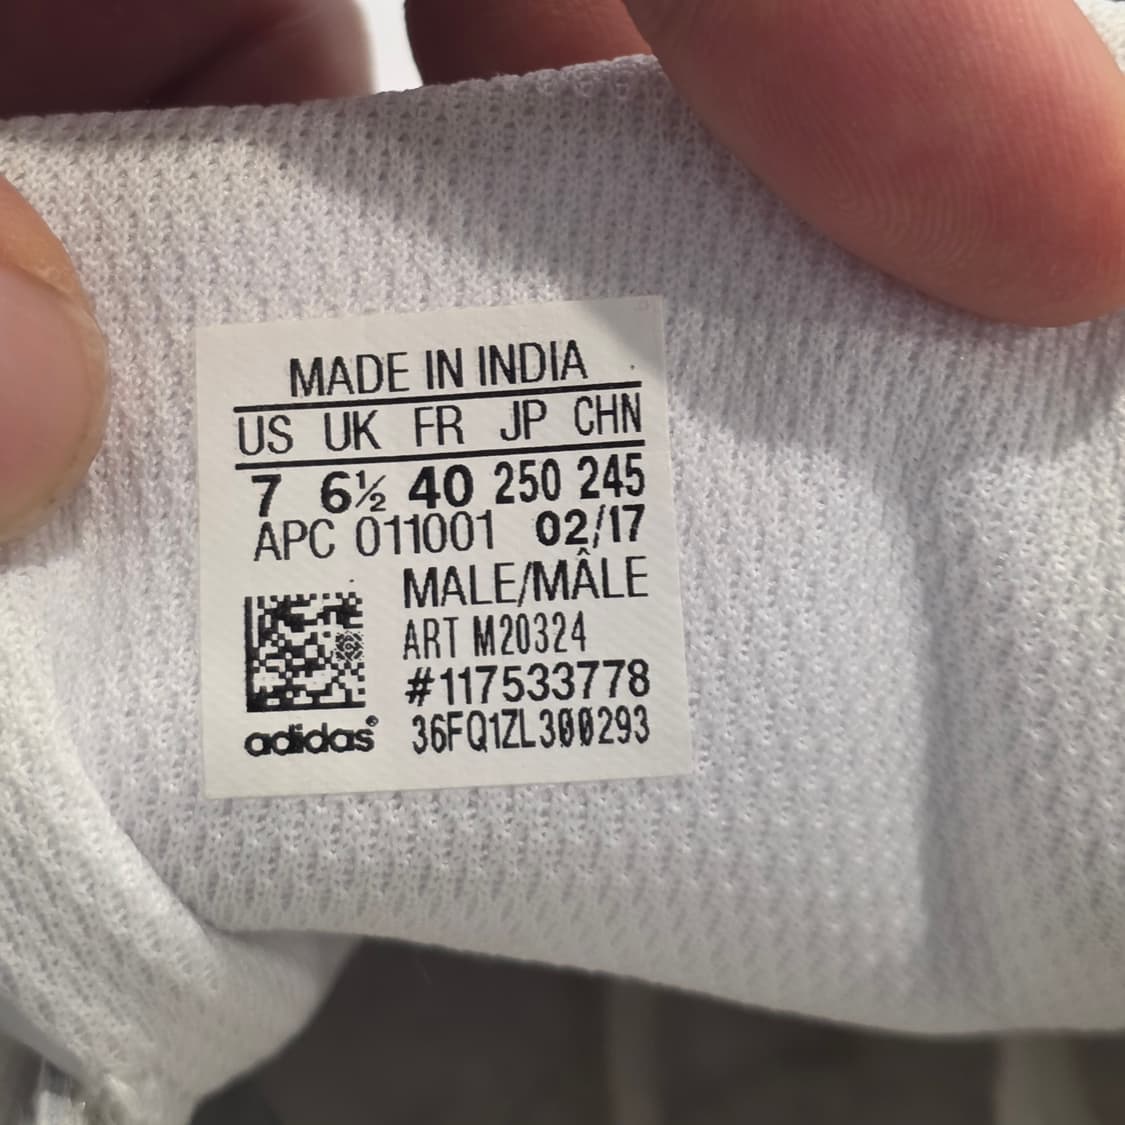 MADE IN INDIA
US UK FR JP CHN
7 6½ 40 250 245
APC 011001 02/17
MALE/MÂLE
ART M20324
#117533778
adidas® 36FQ1ZL300293